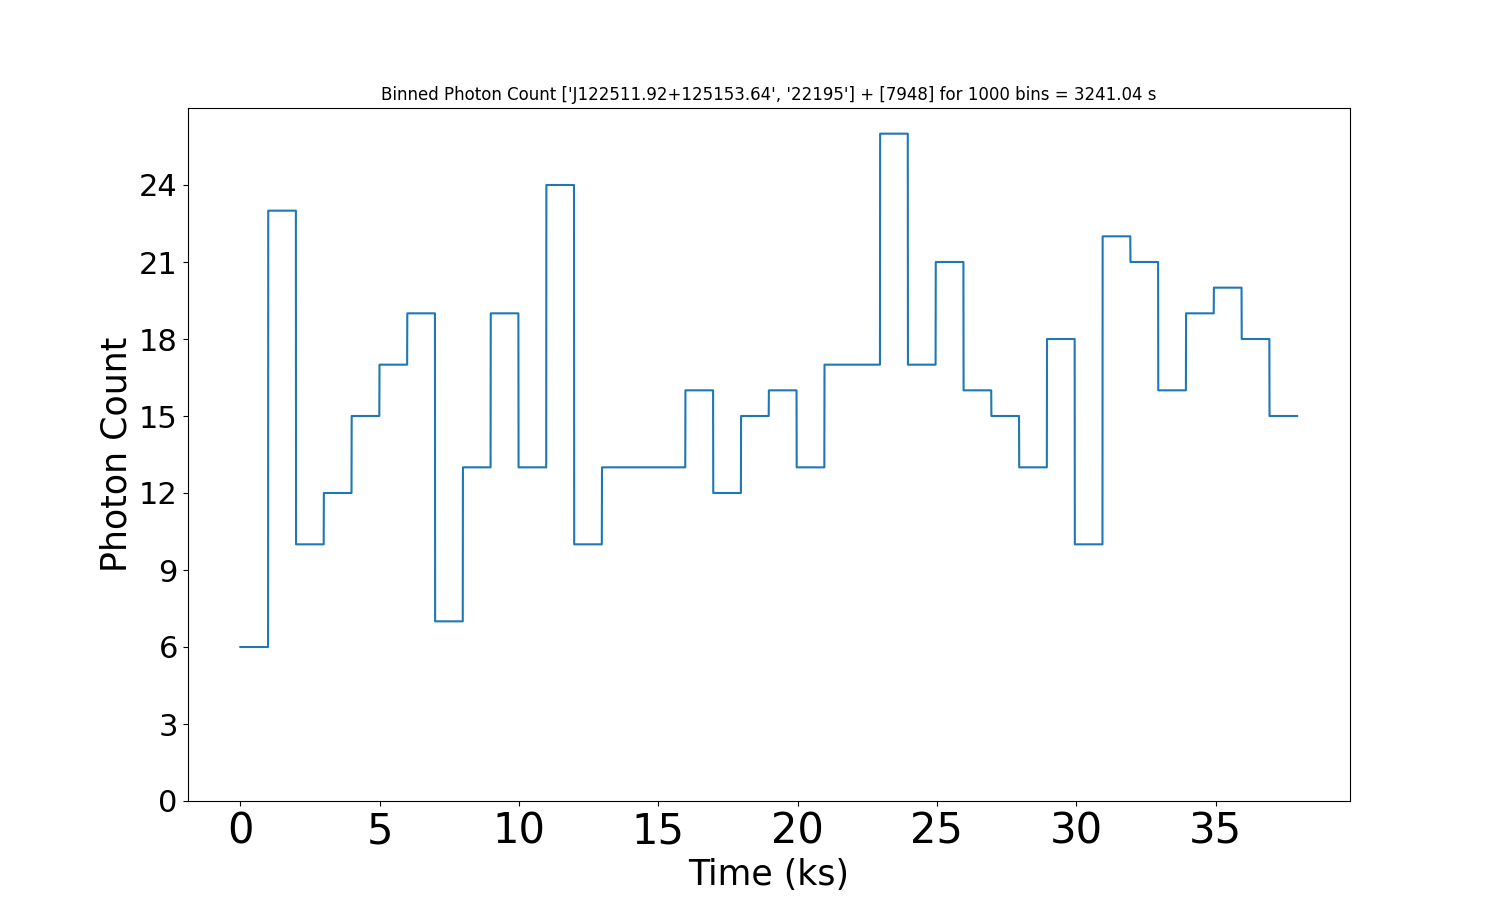 Binned Photon Count ['J122511.92+125153.64', '22195'] + [7948] for 1000 bins = 3241.04 s
Photon Count
24
21
18
15
12
9
6
3
0
0 5 10 15 20 25 30 35
Time (ks)